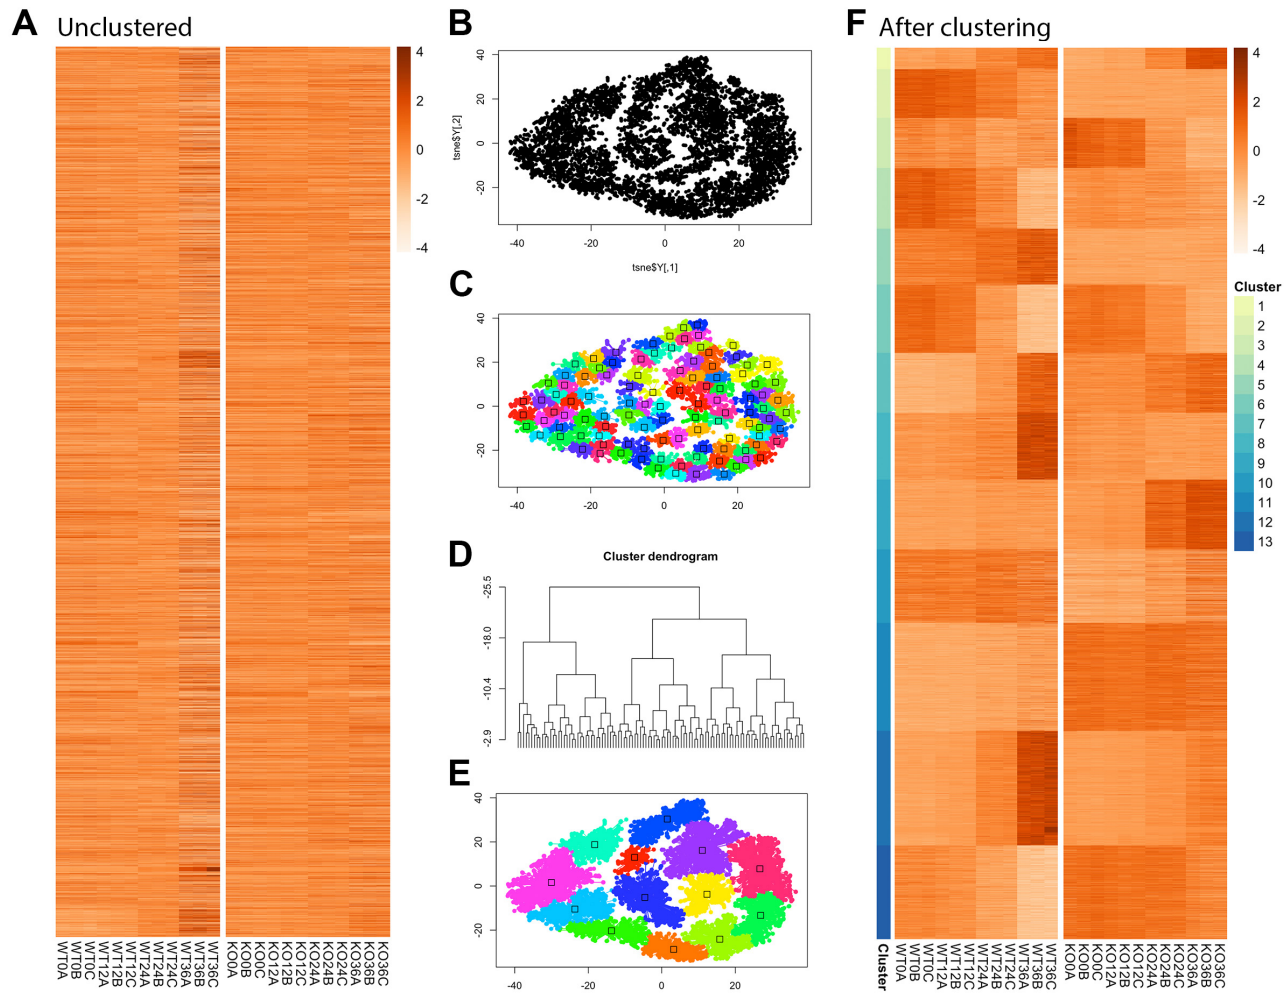 A Unclustered
4
2
0
-2
-4
WT0A
WT0B
WT0C
WT12A
WT12B
WT12C
WT24A
WT24B
WT24C
WT36A
WT36B
WT36C
KO0A
KO0B
KO0C
KO12A
KO12B
KO12C
KO24A
KO24B
KO24C
KO36A
KO36B
KO36C
B
tsne$Y[,2]
40
20
0
-20
-40 -20 0 20
tsne$Y[,1]
C
40
20
0
-20
-40 -20 0 20
D
Cluster dendrogram
-25.5
-18.0
-10.4
-2.9
E
40
20
0
-20
-40 -20 0 20
F After clustering
4
2
0
-2
-4
Cluster
1
2
3
4
5
6
7
8
9
10
11
12
13
Cluster
WT0A
WT0B
WT0C
WT12A
WT12B
WT12C
WT24A
WT24B
WT24C
WT36A
WT36B
WT36C
KO0A
KO0B
KO0C
KO12A
KO12B
KO12C
KO24A
KO24B
KO24C
KO36A
KO36B
KO36C